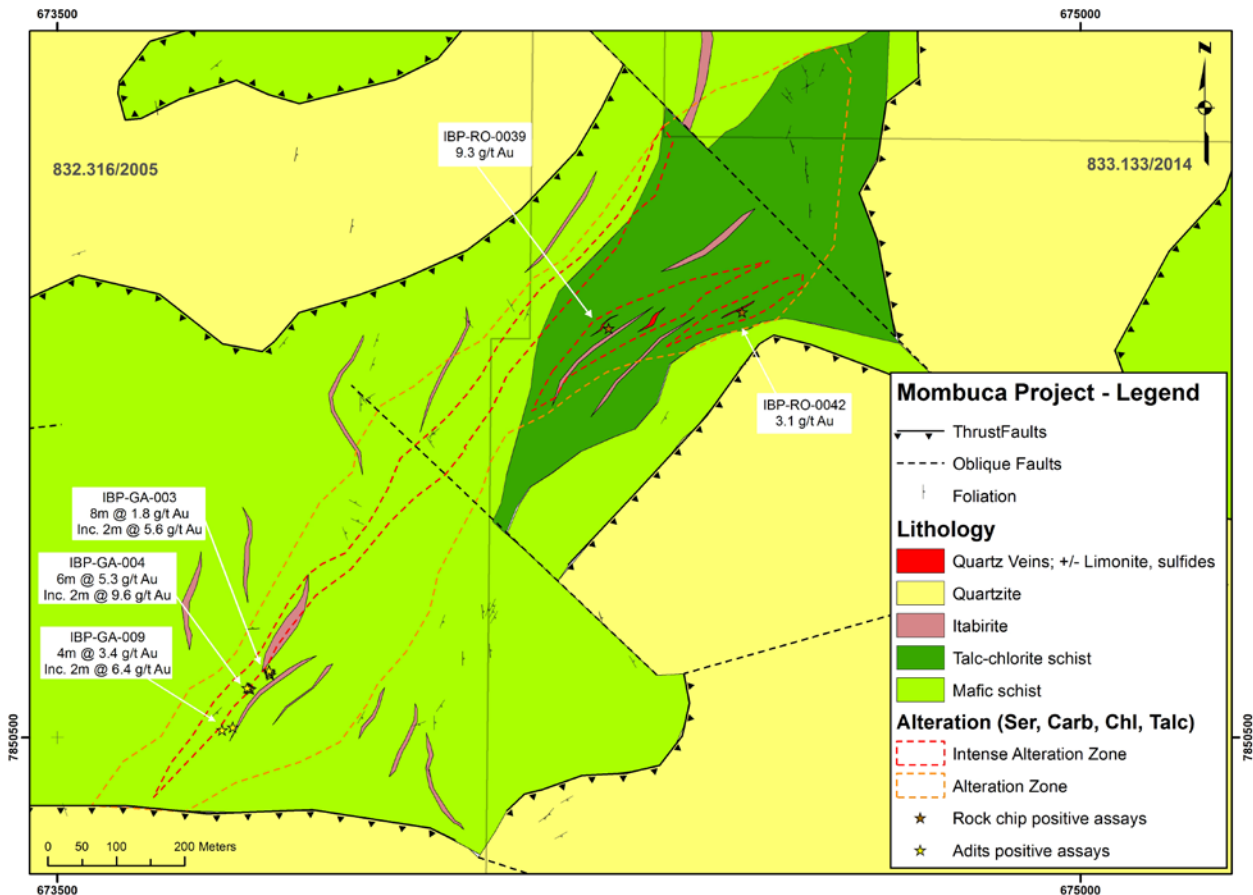 673500
675000
Z
IBP-RO-0039
9.3 g/t Au
832.316/2005
833.133/2014
IBP-RO-0042
3.1 g/t Au
IBP-GA-003
8m @ 1.8 g/t Au
Inc. 2m @ 5.6 g/t Au
IBP-GA-004
6m @ 5.3 g/t Au
Inc. 2m @ 9.6 g/t Au
IBP-GA-009
4m @ 3.4 g/t Au
Inc. 2m @ 6.4 g/t Au
7850500
7850500
Mombuca Project - Legend
ThrustFaults
Oblique Faults
Foliation
Lithology
Quartz Veins; +/- Limonite, sulfides
Quartzite
Itabirite
Talc-chlorite schist
Mafic schist
Alteration (Ser, Carb, Chl, Talc)
Intense Alteration Zone
Alteration Zone
Rock chip positive assays
Adits positive assays
0 50 100 200 Meters
673500
675000